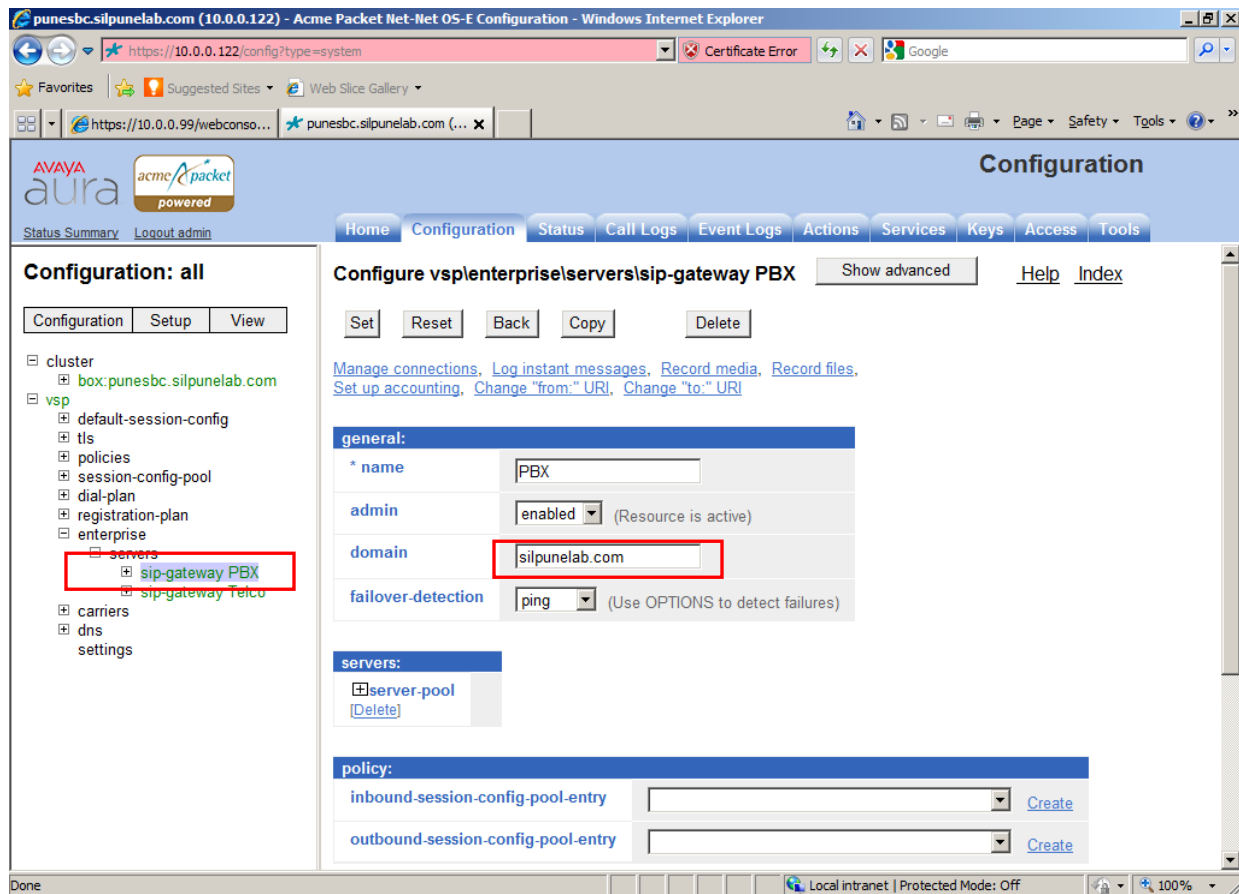 punesbc.silpunelab.com (10.0.0.122) - Acme Packet Net-Net OS-E Configuration - Windows Internet Explorer
https://10.0.0.122/config?type=system
Certificate Error
Google
Favorites
Suggested Sites
Web Slice Gallery
https://10.0.0.99/webconso...
punesbc.silpunelab.com (...
Page
Safety
Tools
AVAYA
aura
acme packet
powered
Configuration
Status Summary
Logout admin
Home
Configuration
Status
Call Logs
Event Logs
Actions
Services
Keys
Access
Tools
Configuration: all
Configuration
Setup
View
cluster
box:punesbc.silpunelab.com
vsp
default-session-config
tls
policies
session-config-pool
dial-plan
registration-plan
enterprise
servers
sip-gateway PBX
sip-gateway Telco
carriers
dns
settings
Configure vsp\enterprise\servers\sip-gateway PBX
Show advanced
Help
Index
Set
Reset
Back
Copy
Delete
Manage connections, Log instant messages, Record media, Record files,
Set up accounting, Change "from:" URI, Change "to:" URI
general:
* name
PBX
admin
enabled
(Resource is active)
domain
silpunelab.com
failover-detection
ping
(Use OPTIONS to detect failures)
servers:
server-pool
[Delete]
policy:
inbound-session-config-pool-entry
Create
outbound-session-config-pool-entry
Create
Done
Local intranet | Protected Mode: Off
100%